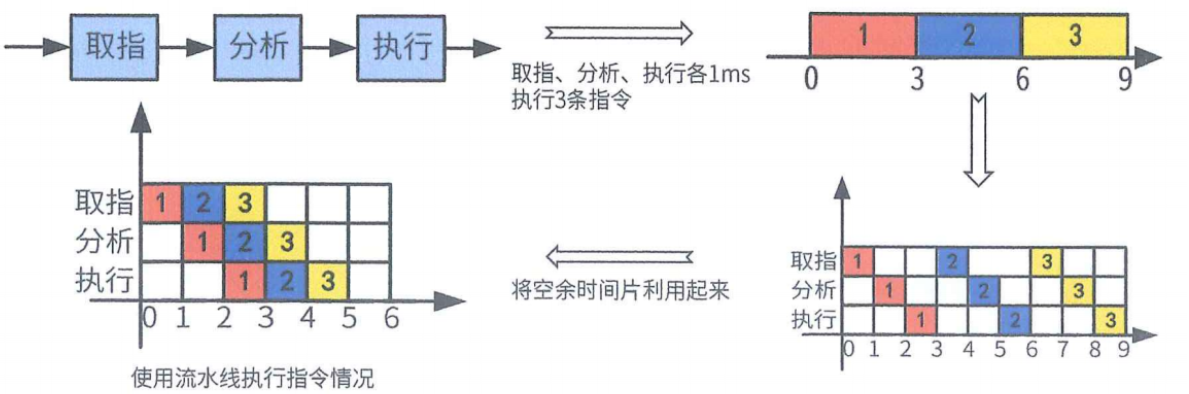 取指 分析 执行
取指、分析、执行各1ms
执行3条指令
1 2 3
0 3 6 9
取指 1 2 3
分析 1 2 3
执行 1 2 3
0 1 2 3 4 5 6
使用流水线执行指令情况
将空余时间片利用起来
取指 1 2 3
分析 1 2 3
执行 1 2 3
0 1 2 3 4 5 6 7 8 9